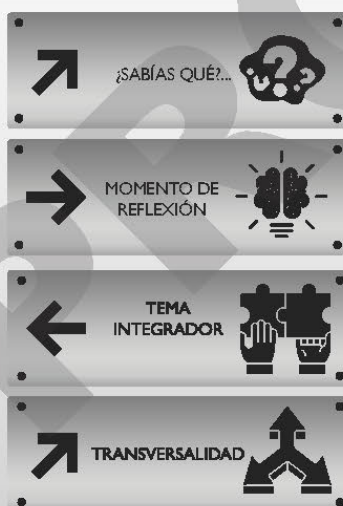 ¿SABÍAS QUÉ?...
MOMENTO DE
REFLEXIÓN
TEMA
INTEGRADOR
TRANSVERSALIDAD